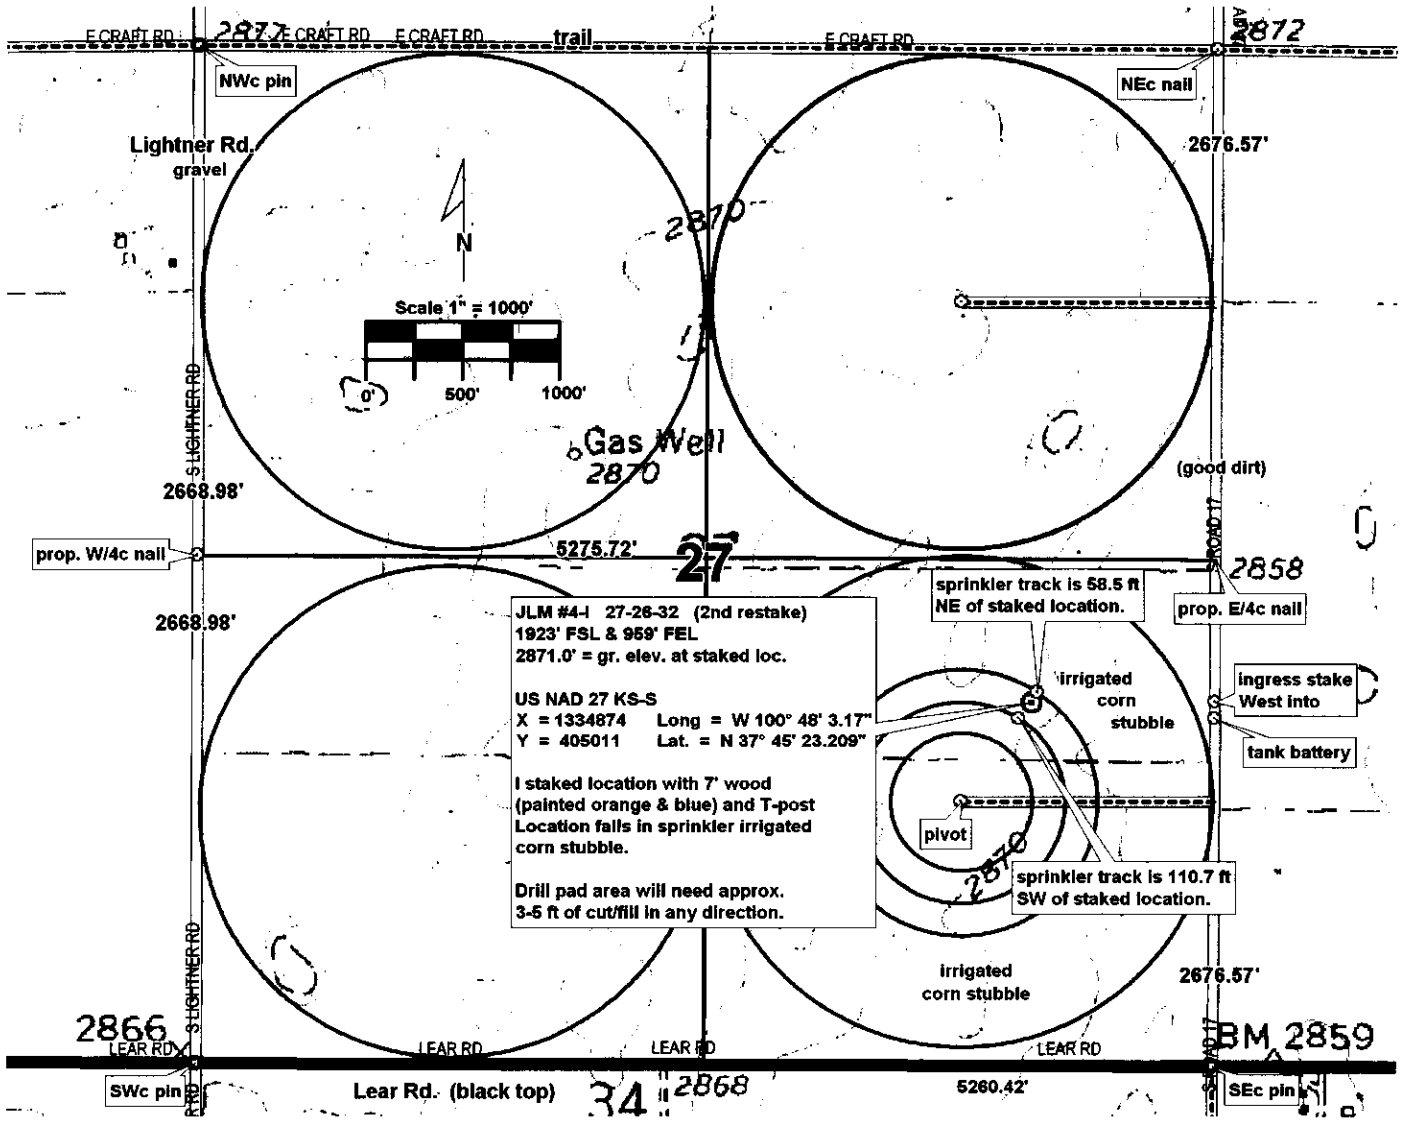 E CRAFT RD
2877
E CRAFT RD
E CRAFT RD
trail
E CRAFT RD
2872
NWc pin
NEc nail
Lightner Rd.
gravel
2676.57'
N
2870
Scale 1" = 1000'
0' 500' 1000'
S LIGHTNER RD
Gas Well
2870
(good dirt)
2668.98'
ROAD 17
prop. W/4c nail
5275.72'
27
2858
sprinkler track is 58.5 ft
NE of staked location.
prop. E/4c nail
2668.98'
JLM #4-I 27-26-32 (2nd restake)
1923' FSL & 959' FEL
2871.0' = gr. elev. at staked loc.
US NAD 27 KS-S
X = 1334874 Long = W 100° 48' 3.17"
Y = 405011 Lat. = N 37° 45' 23.209"
I staked location with 7' wood
(painted orange & blue) and T-post
Location falls in sprinkler irrigated
corn stubble.
Drill pad area will need approx.
3-5 ft of cut/fill in any direction.
irrigated
corn
stubble
ingress stake
West into
tank battery
pivot
2870
sprinkler track is 110.7 ft
SW of staked location.
irrigated
corn stubble
2676.57'
S LIGHTNER RD
2866
BM 2859
LEAR RD
LEAR RD
LEAR RD
LEAR RD
SWc pin
Lear Rd. (black top)
34
2868
5260.42'
SEc pin